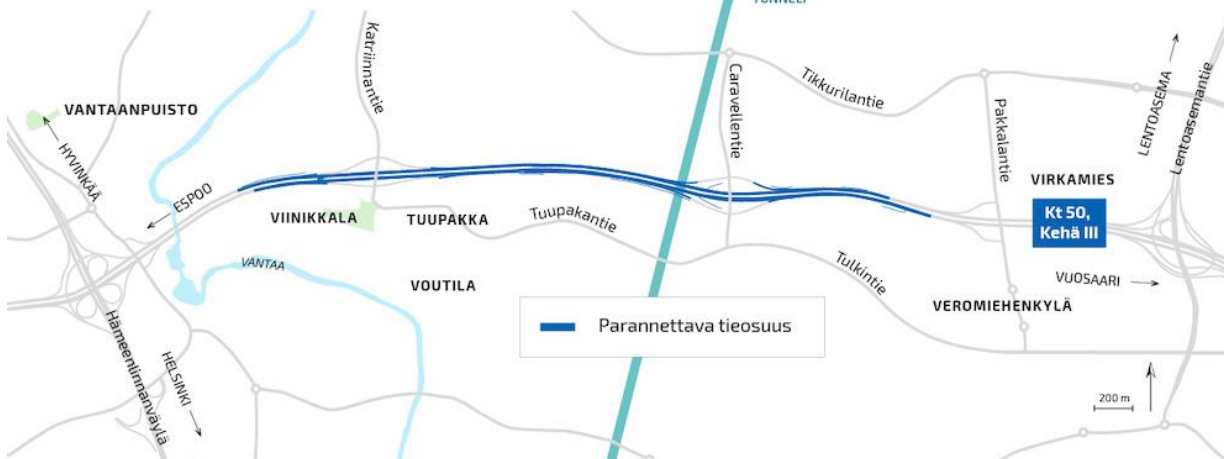 TUNNELI
Katriinnantie
Caravellentie
Tikkurilantie
Pakkalantie
LENTOASEMA
Lentoasemantie
VANTAANPUISTO
HYVINKÄÄ
ESPOO
VIINIKKALA
TUUPAKKA
Tuupakantie
VIRKAMIES
Kt 50,
Kehä III
VANTAA
VOUTILA
Tulkintie
VUOSAARI
VEROMIEHENKYLÄ
Parannettava tieosuus
Hämeenlinnanväylä
HELSINKI
200 m